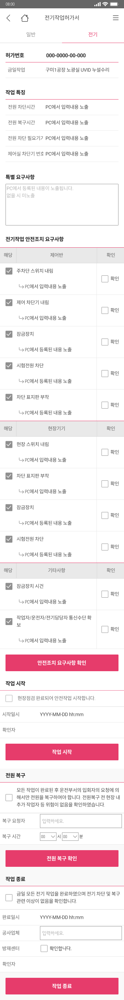 08:00
전기작업허가서
일반 전기
허가번호 000-0000-00-000
금일작업 구미1공장 노광실 UVID 누설수리
작업 특징
전원 차단시간 PC에서 입력내용 노출
전원 복구시간 PC에서 입력내용 노출
전원 차단 필요기기 PC에서 입력내용 노출
제어실 차단기 번호 PC에서 입력내용 노출
특별 요구사항
PC에서 등록된 내용이 노출됩니다.
없을 시 미노출
전기작업 안전조치 요구사항
해당 제어반 확인
주차단 스위치 내림
PC에서 입력내용 노출
확인
제어 차단기 내림
PC에서 입력내용 노출
확인
잠금장치
PC에서 등록된 내용 노출
확인
시험전원 차단
PC에서 등록된 내용 노출
확인
차단 표지판 부착
PC에서 등록된 내용 노출
확인
해당 현장기기 확인
현장 스위치 내림
PC에서 입력내용 노출
확인
차단 표지판 부착
PC에서 입력내용 노출
확인
잠금장치
PC에서 등록된 내용 노출
확인
시험전원 차단
PC에서 등록된 내용 노출
확인
해당 기타사항 확인
잠금장치 시건
PC에서 입력내용 노출
확인
작업자/운전자/전기담당자 통신수단 확
보
PC에서 입력내용 노출
확인
안전조치 요구사항 확인
작업 시작
현장점검 완료되어 안전작업 시작합니다.
시작일시 YYYY-MM-DD hh:mm
확인자
작업 시작
전원 복구
모든 작업이 완료된 후 운전부서의 입회자의 요청에 의
해서만 전원을 복구하여야 합니다. 전원복구 전 현장 내
추가 작업자 등 위험이 없음을 확인하였습니다.
복구 요청자 입력하세요.
복구 시간 00 시 00 분
전원 복구 확인
작업 종료
금일 모든 전기 작업을 완료하였으며 전기 차단 및 복구
관련 이상이 없음을 확인합니다.
완료일시 YYYY-MM-DD hh:mm
공사업체 입력하세요.
방재센터 확인합니다.
확인자
작업 종료